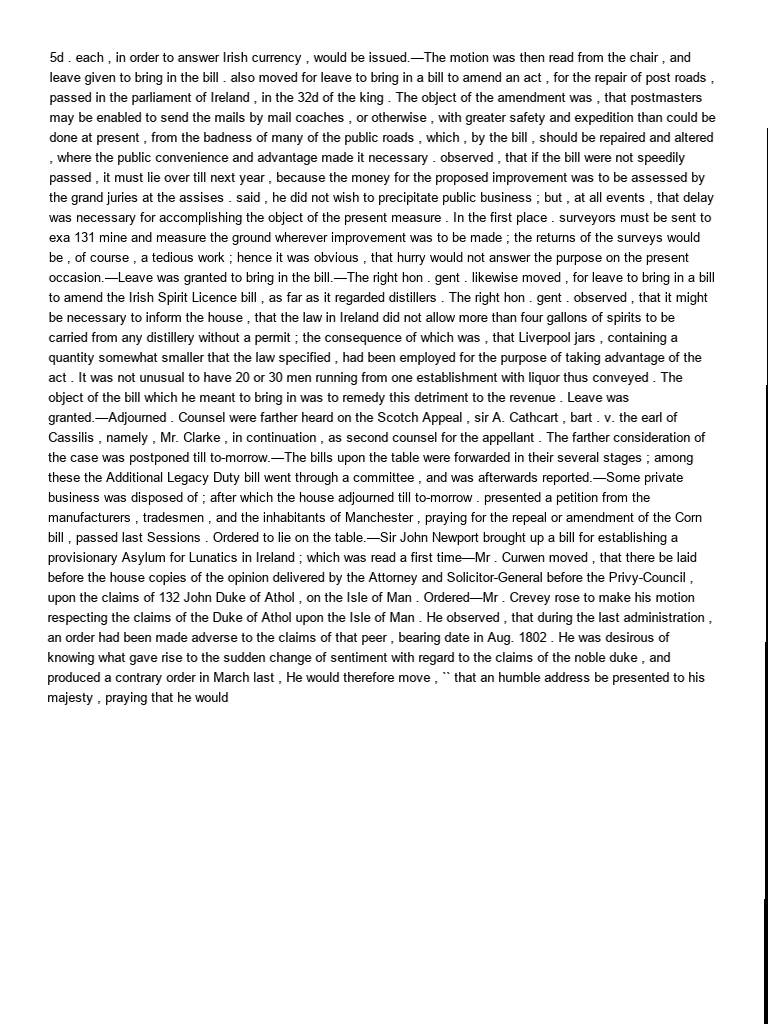 5d . each , in order to answer Irish currency , would be issued.—The motion was then read from the chair , and
leave given to bring in the bill . also moved for leave to bring in a bill to amend an act , for the repair of post roads ,
passed in the parliament of Ireland , in the 32d of the king . The object of the amendment was , that postmasters
may be enabled to send the mails by mail coaches , or otherwise , with greater safety and expedition than could be
done at present , from the badness of many of the public roads , which , by the bill , should be repaired and altered
, where the public convenience and advantage made it necessary . observed , that if the bill were not speedily
passed , it must lie over till next year , because the money for the proposed improvement was to be assessed by
the grand juries at the assises . said , he did not wish to precipitate public business ; but , at all events , that delay
was necessary for accomplishing the object of the present measure . In the first place . surveyors must be sent to
exa 131 mine and measure the ground wherever improvement was to be made ; the returns of the surveys would
be , of course , a tedious work ; hence it was obvious , that hurry would not answer the purpose on the present
occasion.—Leave was granted to bring in the bill.—The right hon . gent . likewise moved , for leave to bring in a bill
to amend the Irish Spirit Licence bill , as far as it regarded distillers . The right hon . gent . observed , that it might
be necessary to inform the house , that the law in Ireland did not allow more than four gallons of spirits to be
carried from any distillery without a permit ; the consequence of which was , that Liverpool jars , containing a
quantity somewhat smaller that the law specified , had been employed for the purpose of taking advantage of the
act . It was not unusual to have 20 or 30 men running from one establishment with liquor thus conveyed . The
object of the bill which he meant to bring in was to remedy this detriment to the revenue . Leave was
granted.—Adjourned . Counsel were farther heard on the Scotch Appeal , sir A. Cathcart , bart . v. the earl of
Cassilis , namely , Mr. Clarke , in continuation , as second counsel for the appellant . The farther consideration of
the case was postponed till to-morrow.—The bills upon the table were forwarded in their several stages ; among
these the Additional Legacy Duty bill went through a committee , and was afterwards reported.—Some private
business was disposed of ; after which the house adjourned till to-morrow . presented a petition from the
manufacturers , tradesmen , and the inhabitants of Manchester , praying for the repeal or amendment of the Corn
bill , passed last Sessions . Ordered to lie on the table.—Sir John Newport brought up a bill for establishing a
provisionary Asylum for Lunatics in Ireland ; which was read a first time—Mr . Curwen moved , that there be laid
before the house copies of the opinion delivered by the Attorney and Solicitor-General before the Privy-Council ,
upon the claims of 132 John Duke of Athol , on the Isle of Man . Ordered—Mr . Crevey rose to make his motion
respecting the claims of the Duke of Athol upon the Isle of Man . He observed , that during the last administration ,
an order had been made adverse to the claims of that peer , bearing date in Aug. 1802 . He was desirous of
knowing what gave rise to the sudden change of sentiment with regard to the claims of the noble duke , and
produced a contrary order in March last , He would therefore move , `` that an humble address be presented to his
majesty , praying that he would